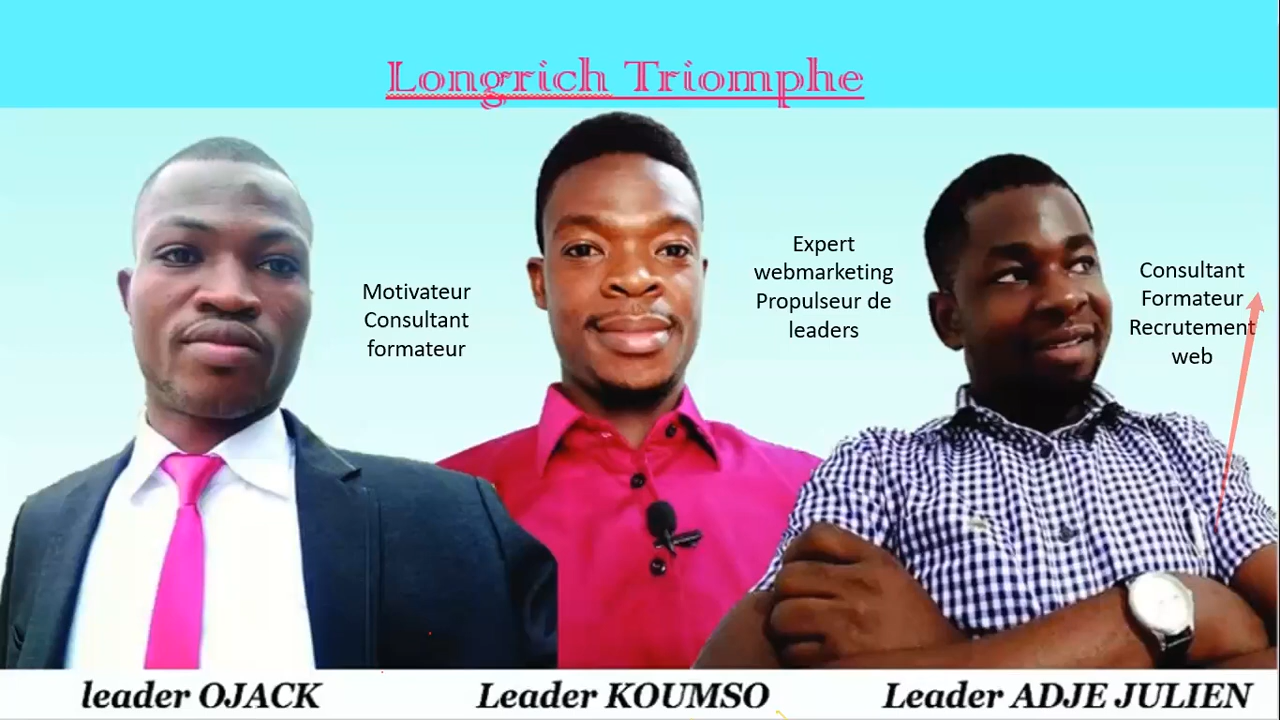 Longrich Triomphe
Motivateur
Consultant
formateur
Expert
webmarketing
Propulseur de
leaders
Consultant
Formateur
Recrutement
web
leader OJACK
Leader KOUMSO
Leader ADJE JULIEN